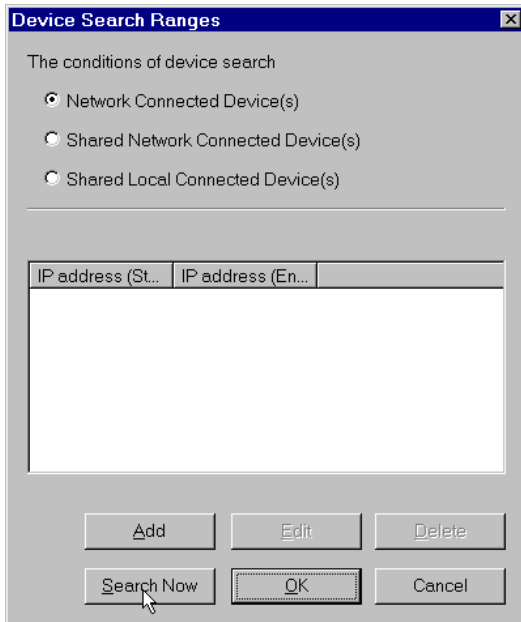 Device Search Ranges
The conditions of device search
Network Connected Device(s)
Shared Network Connected Device(s)
Shared Local Connected Device(s)
IP address (St... IP address (En...
Add Edit Delete
Search Now OK Cancel